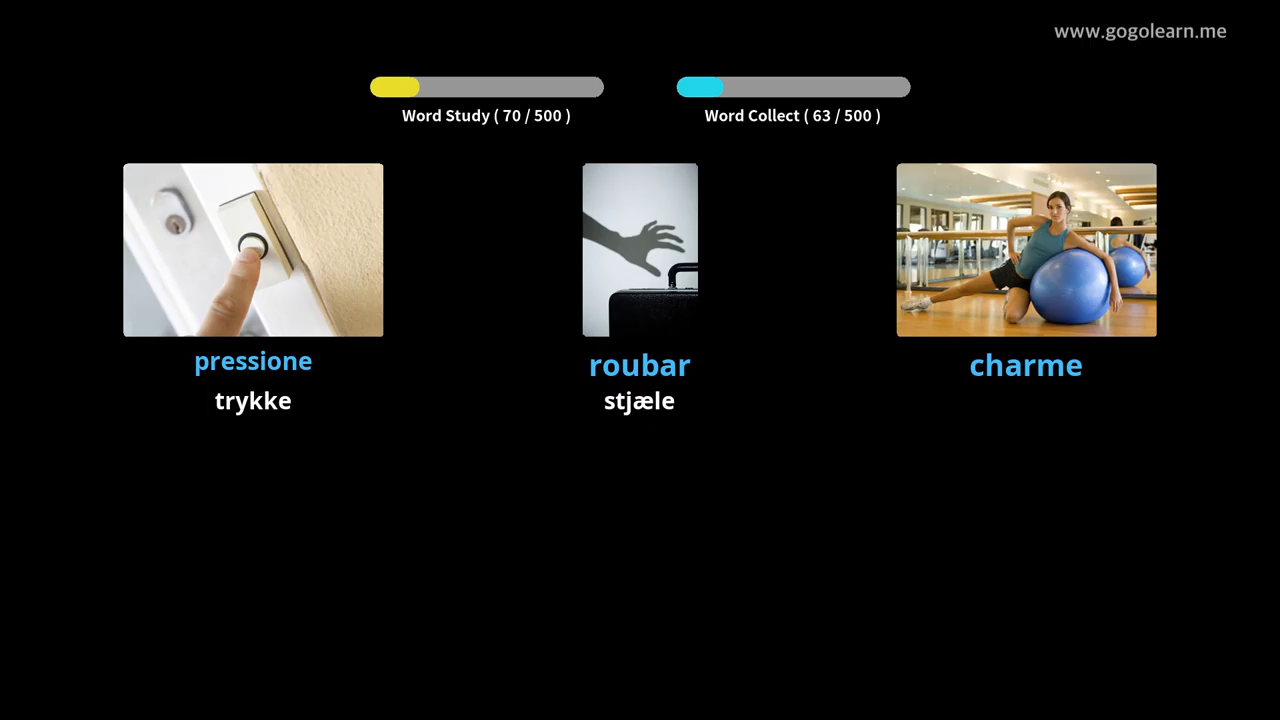 www.gogolearn.me
Word Study ( 70 / 500 )
Word Collect ( 63 / 500 )
pressione
trykke
roubar
stjæle
charme